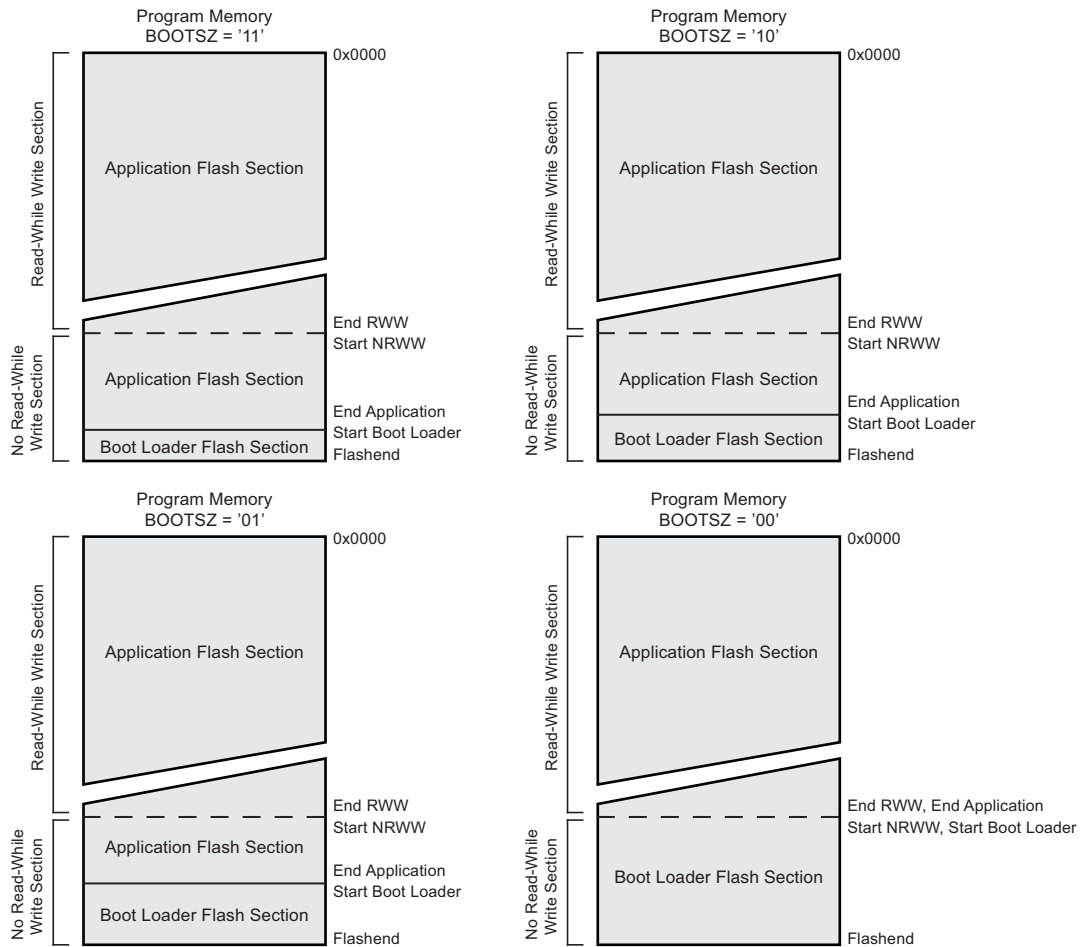 Program Memory
BOOTSZ = '11'
0x0000
Read-While Write Section
Application Flash Section
End RWW
Start NRWW
No Read-While
Write Section
Application Flash Section
End Application
Start Boot Loader
Boot Loader Flash Section
Flashend
Program Memory
BOOTSZ = '10'
0x0000
Read-While Write Section
Application Flash Section
End RWW
Start NRWW
No Read-While
Write Section
Application Flash Section
End Application
Start Boot Loader
Boot Loader Flash Section
Flashend
Program Memory
BOOTSZ = '01'
0x0000
Read-While Write Section
Application Flash Section
End RWW
Start NRWW
No Read-While
Write Section
Application Flash Section
End Application
Start Boot Loader
Boot Loader Flash Section
Flashend
Program Memory
BOOTSZ = '00'
0x0000
Read-While Write Section
Application Flash Section
End RWW, End Application
Start NRWW, Start Boot Loader
No Read-While
Write Section
Boot Loader Flash Section
Flashend